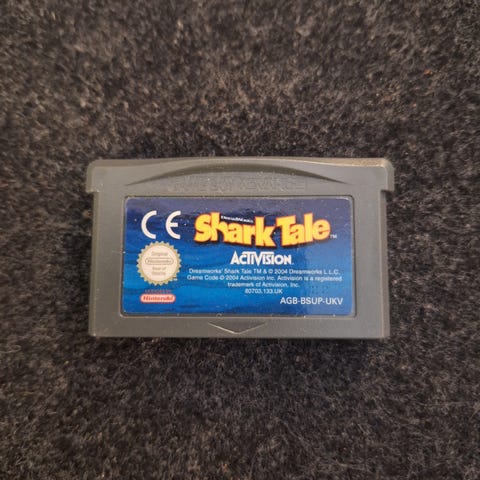 GAME BOY ADVANCE
CE
DreamWorks
Shark Tale TM
ACTIVISION
Original
Nintendo
Seal of
Nintendo
Dreamworks' Shark Tale TM & © 2004 Dreamworks L.L.C.
Game Code © 2004 Activision Inc. Activision is a registered
trademark of Activision, Inc.
80703.133.UK
AGB-BSUP-UKV